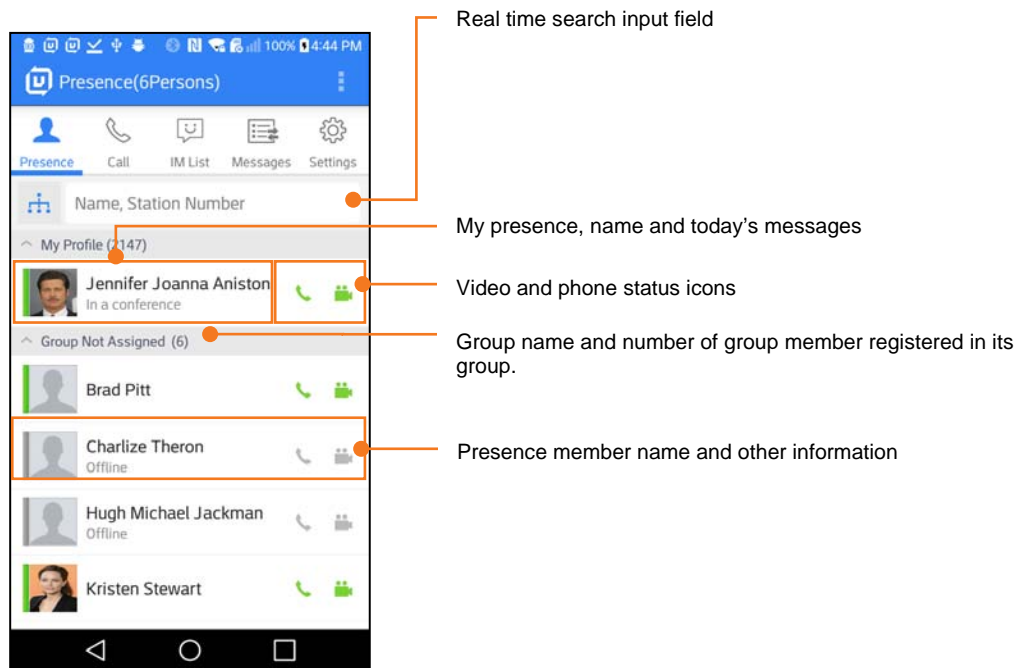 Real time search input field
100% 4:44 PM
Presence(6Persons)
Presence Call IM List Messages Settings
Name, Station Number
My Profile (2147)
My presence, name and today's messages
Jennifer Joanna Aniston
In a conference
Video and phone status icons
Group Not Assigned (6)
Group name and number of group member registered in its
group.
Brad Pitt
Charlize Theron
Offline
Presence member name and other information
Hugh Michael Jackman
Offline
Kristen Stewart